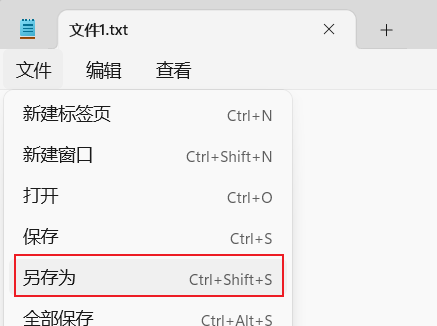 文件1.txt
文件 编辑 查看
新建标签页 Ctrl+N
新建窗口 Ctrl+Shift+N
打开 Ctrl+O
保存 Ctrl+S
另存为 Ctrl+Shift+S
全部保存 Ctrl+Alt+S